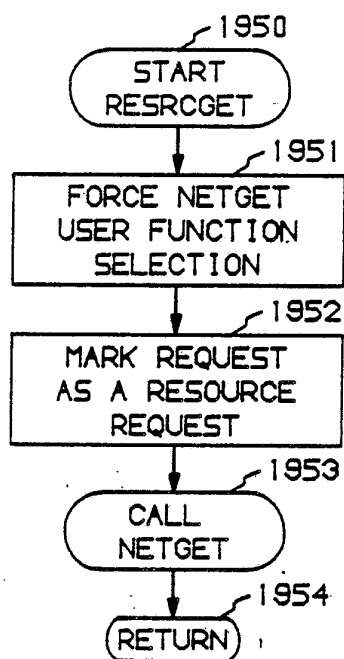 1950
START
RESRCGET
1951
FORCE NETGET
USER FUNCTION
SELECTION
1952
MARK REQUEST
AS A RESOURCE
REQUEST
1953
CALL
NETGET
1954
RETURN